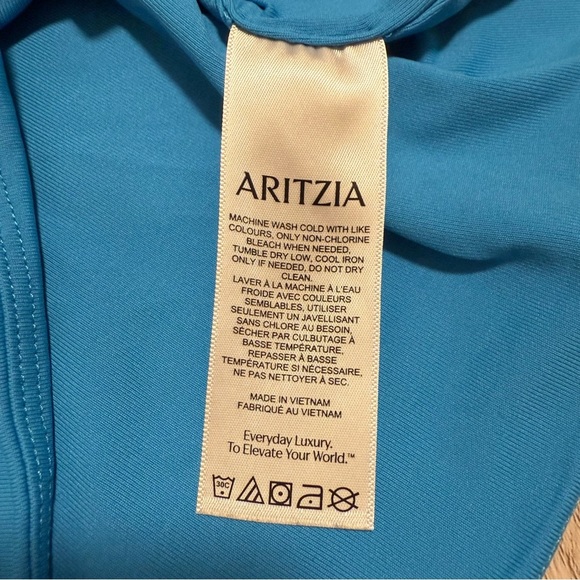 ARITZIA
MACHINE WASH COLD WITH LIKE
COLOURS, ONLY NON-CHLORINE
BLEACH WHEN NEEDED,
TUMBLE DRY LOW, COOL IRON
ONLY IF NEEDED, DO NOT DRY
CLEAN.
LAVER À LA MACHINE À L'EAU
FROIDE AVEC COULEURS
SEMBLABLES, UTILISER
SEULEMENT UN JAVELLISANT
SANS CHLORE AU BESOIN,
SÉCHER PAR CULBUTAGE À
BASSE TEMPÉRATURE,
REPASSER À BASSE
TEMPÉRATURE SI NÉCESSAIRE,
NE PAS NETTOYER À SEC.
MADE IN VIETNAM
FABRIQUÉ AU VIETNAM
Everyday Luxury.
To Elevate Your World.™
30C